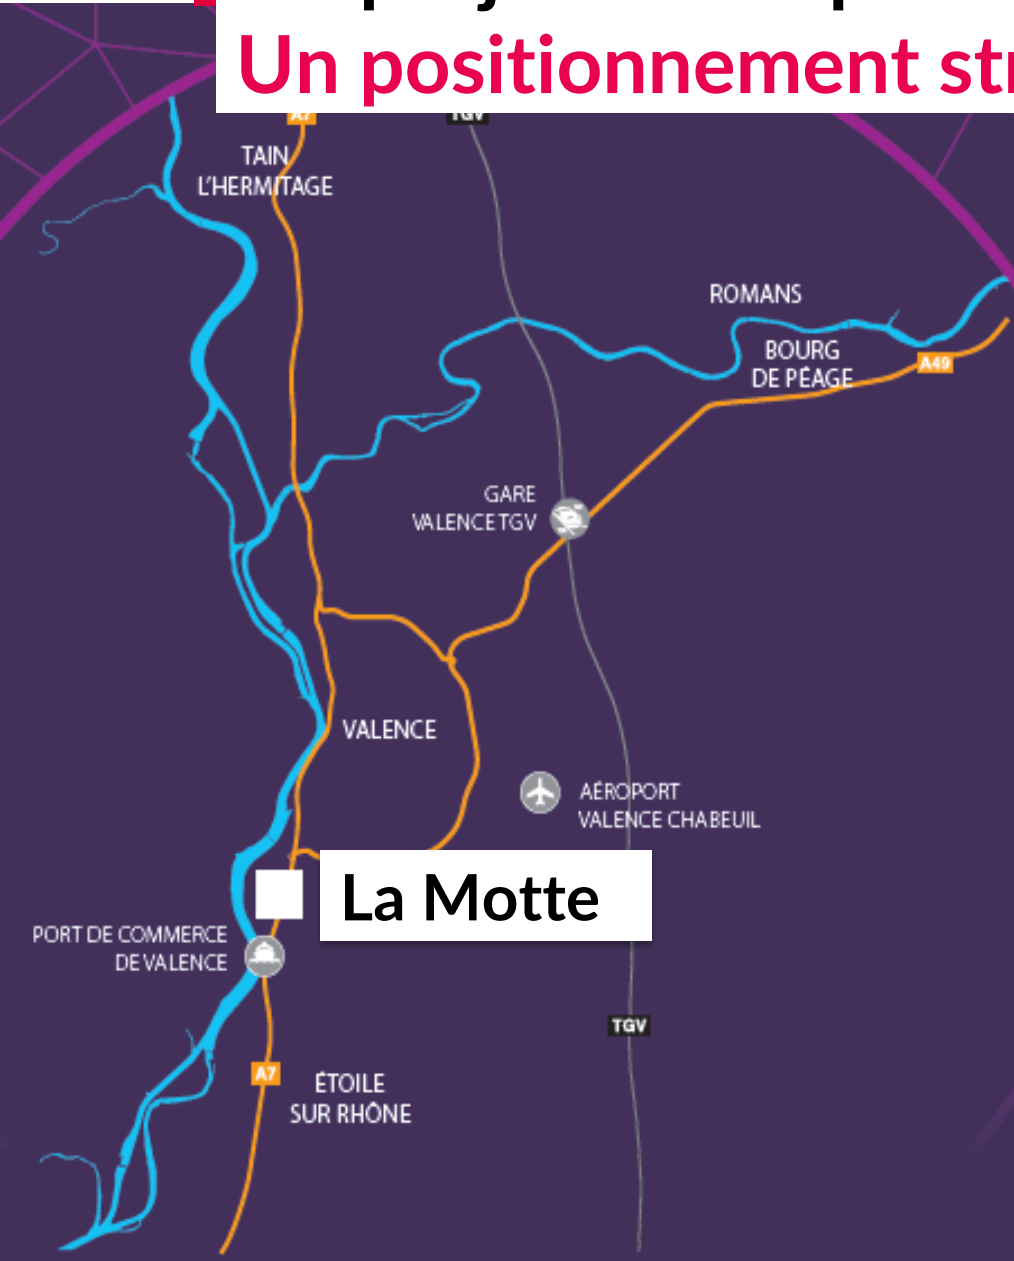 Un positionnement
A7
TGV
TAIN
L'HERMITAGE
ROMANS
BOURG
DE PÉAGE
A49
GARE
VALENCE TGV
VALENCE
AÉROPORT
VALENCE CHABEUIL
La Motte
PORT DE COMMERCE
DE VALENCE
TGV
A7
ÉTOILE
SUR RHÔNE